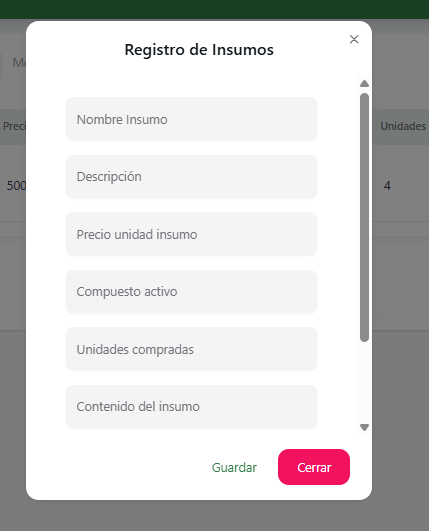 Registro de Insumos
Nombre Insumo
Preci
Unidades
Descripción
500
4
Precio unidad insumo
Compuesto activo
Unidades compradas
Contenido del insumo
Guardar
Cerrar